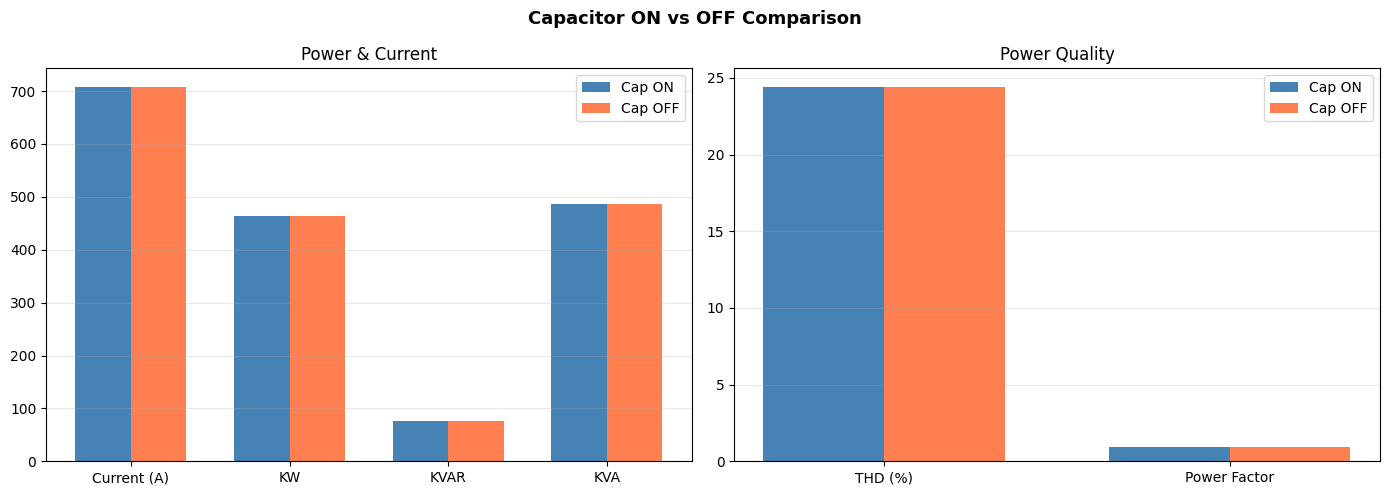 Capacitor ON vs OFF Comparison
Power & Current
700
600
500
400
300
200
100
0
Current (A)
KW
KVAR
KVA
Cap ON
Cap OFF
Power Quality
25
20
15
10
5
0
THD (%)
Power Factor
Cap ON
Cap OFF